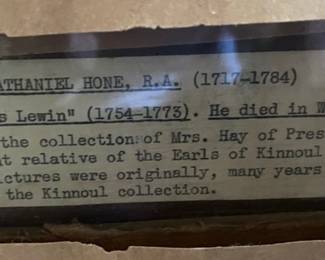 ATHANIEL HONE, R.A. (1717-1784)
s Lewin" (1754-1773). He died in W
the collection of Mrs. Hay of Pres
t relative of the Earls of Kinnoul
ictures were originally, many years
the Kinnoul collection.